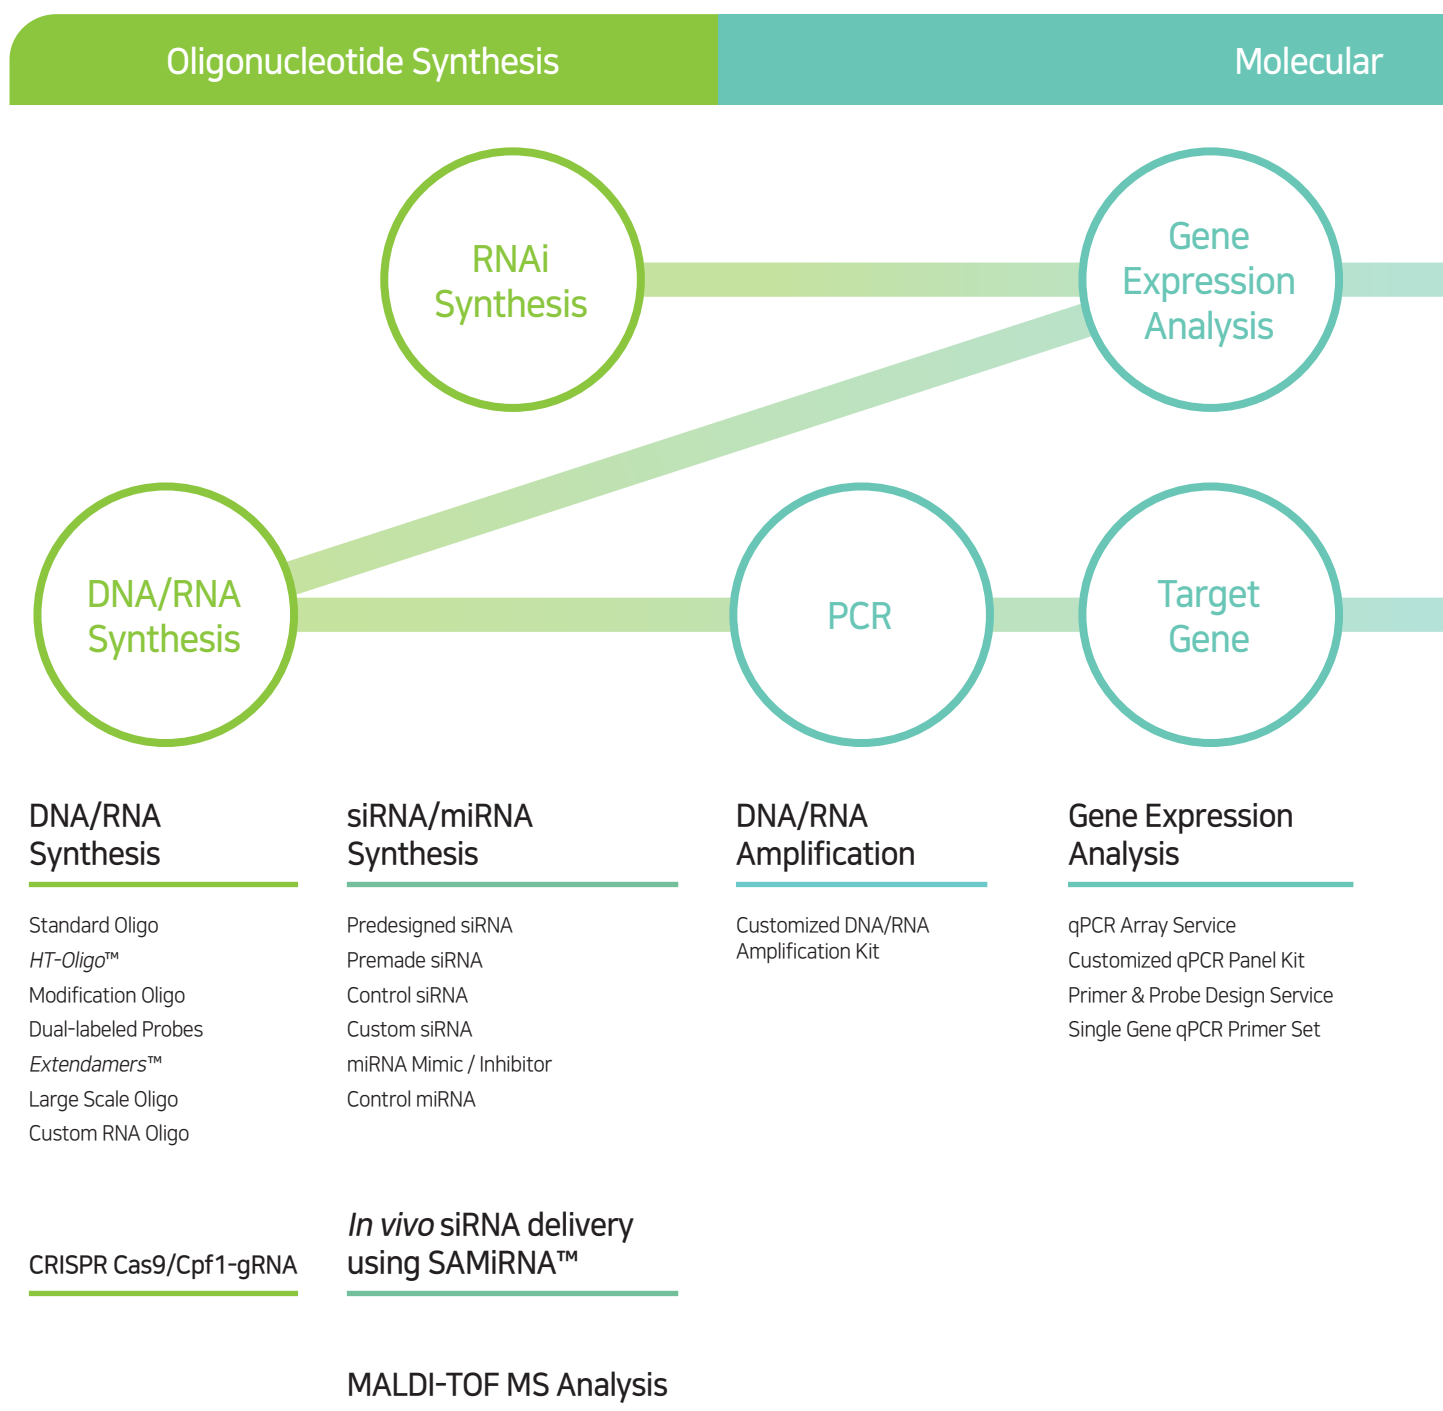 Oligonucleotide Synthesis
Molecular
RNAi
Synthesis
Gene
Expression
Analysis
DNA/RNA
Synthesis
PCR
Target
Gene
DNA/RNA
Synthesis
Standard Oligo
HT-Oligo™
Modification Oligo
Dual-labeled Probes
Extendamers™
Large Scale Oligo
Custom RNA Oligo
CRISPR Cas9/Cpf1-gRNA
siRNA/miRNA
Synthesis
Predesigned siRNA
Premade siRNA
Control siRNA
Custom siRNA
miRNA Mimic / Inhibitor
Control miRNA
In vivo siRNA delivery
using SAMiRNA™
MALDI-TOF MS Analysis
DNA/RNA
Amplification
Customized DNA/RNA
Amplification Kit
Gene Expression
Analysis
qPCR Array Service
Customized qPCR Panel Kit
Primer & Probe Design Service
Single Gene qPCR Primer Set